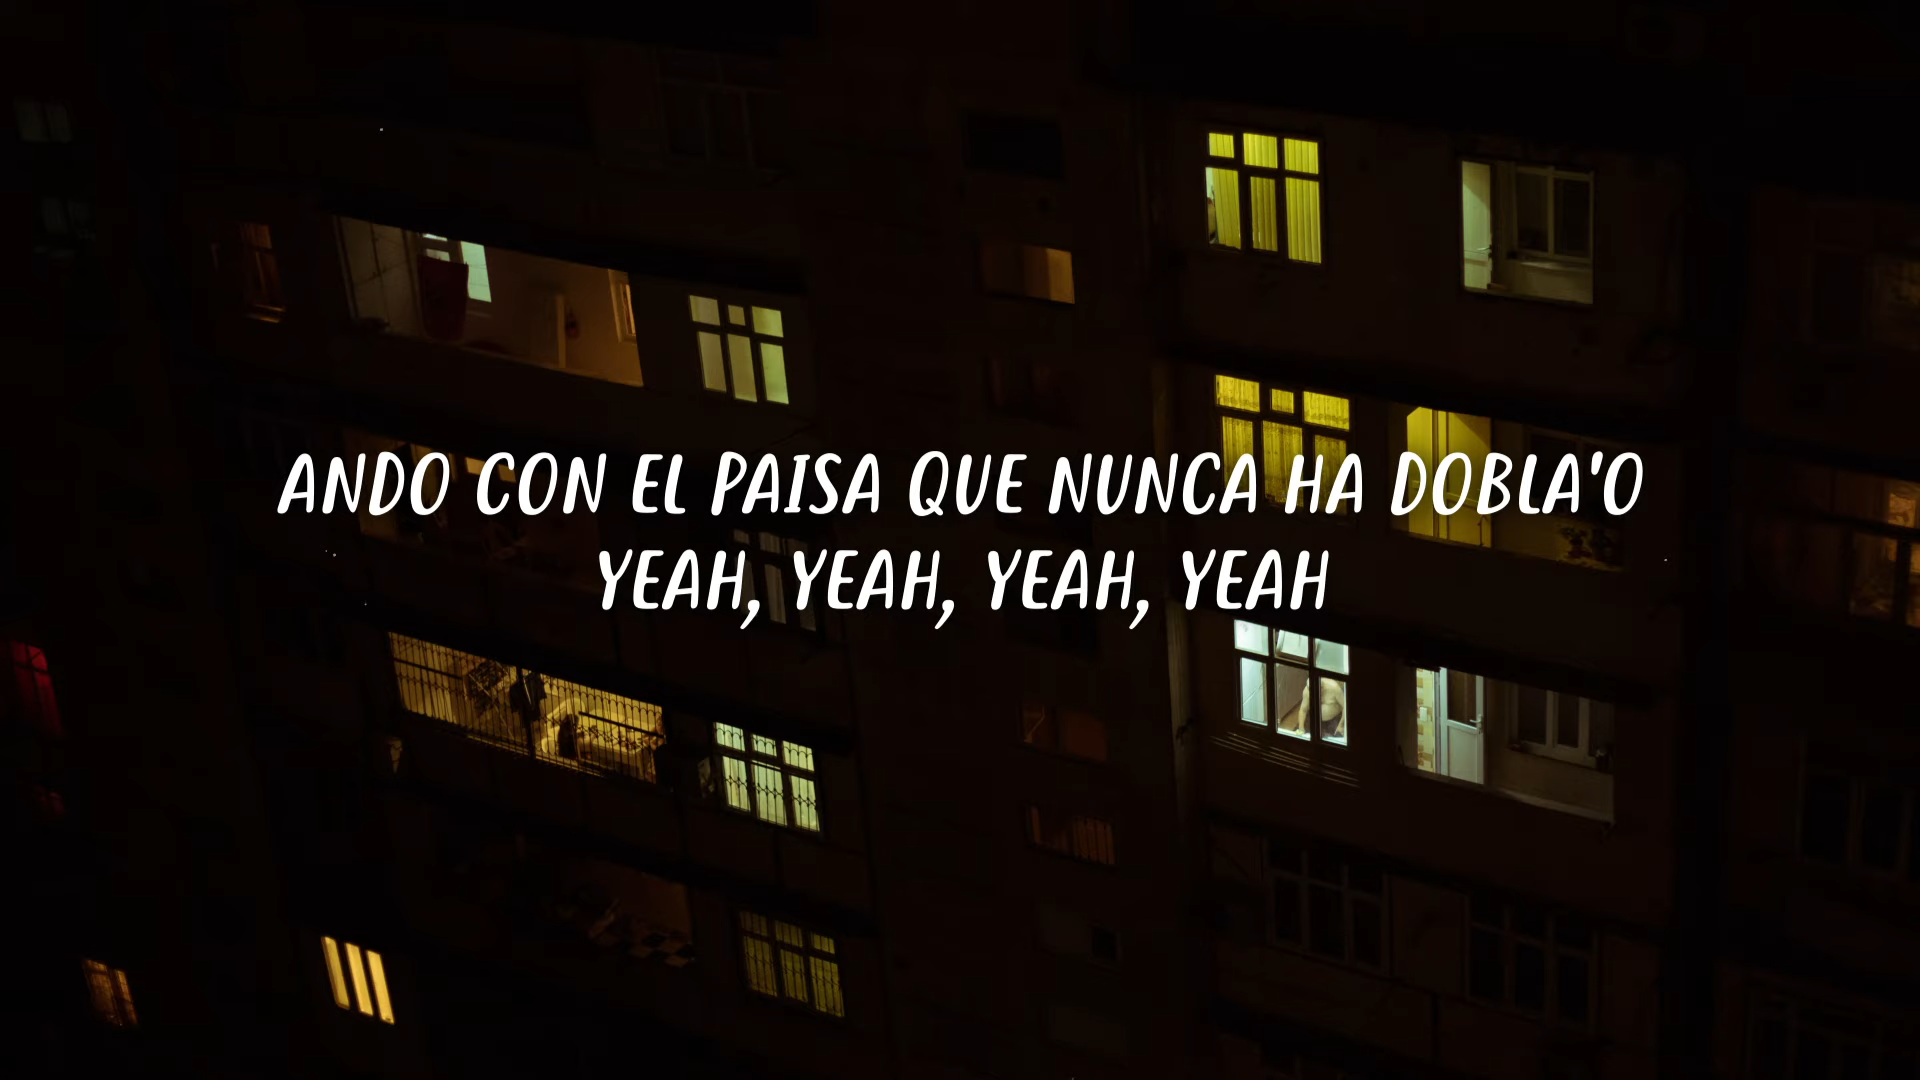 ANDO CON EL PAISA QUE NUNCA HA DOBLA'O
YEAH, YEAH, YEAH, YEAH